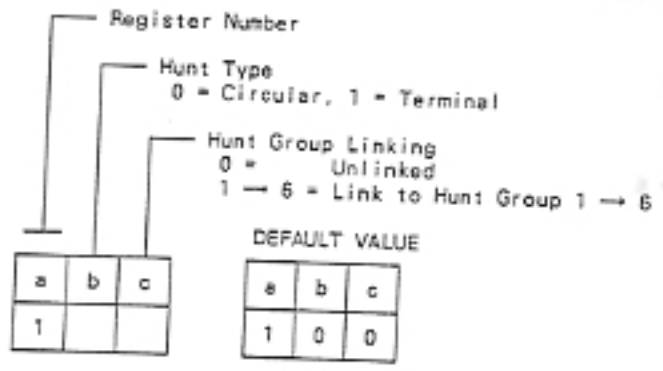 Register Number
Hunt Type
0 = Circular, 1 = Terminal
Hunt Group Linking
0 = Unlinked
1 → 6 = Link to Hunt Group 1 → 6
DEFAULT VALUE
a b c
1
a b c
1 0 0